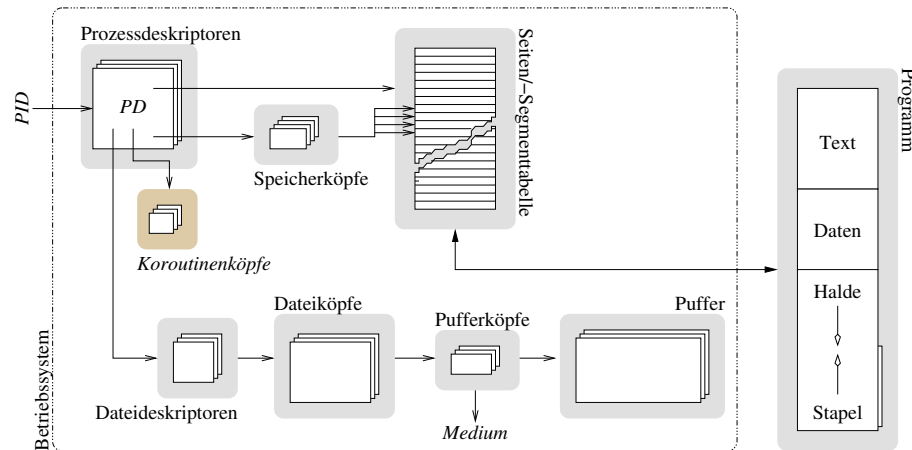 Prozessdeskriptoren
PID
PD
Speicherköpfe
Seiten/-Segmenttabelle
Koroutinenköpfe
Dateideskriptoren
Dateiköpfe
Pufferköpfe
Medium
Puffer
Betriebssystem
Programm
Text
Daten
Halde
Stapel